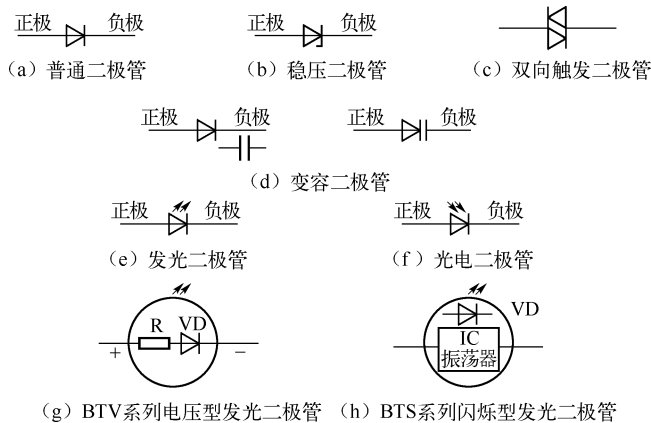 正极 负极
正极 负极
(a) 普通二极管
(b) 稳压二极管
(c) 双向触发二极管
正极 负极
正极 负极
(d) 变容二极管
正极 负极
正极 负极
(e) 发光二极管
(f) 光电二极管
R VD
+ −
VD
IC
振荡器
(g) BTV系列电压型发光二极管
(h) BTS系列闪烁型发光二极管